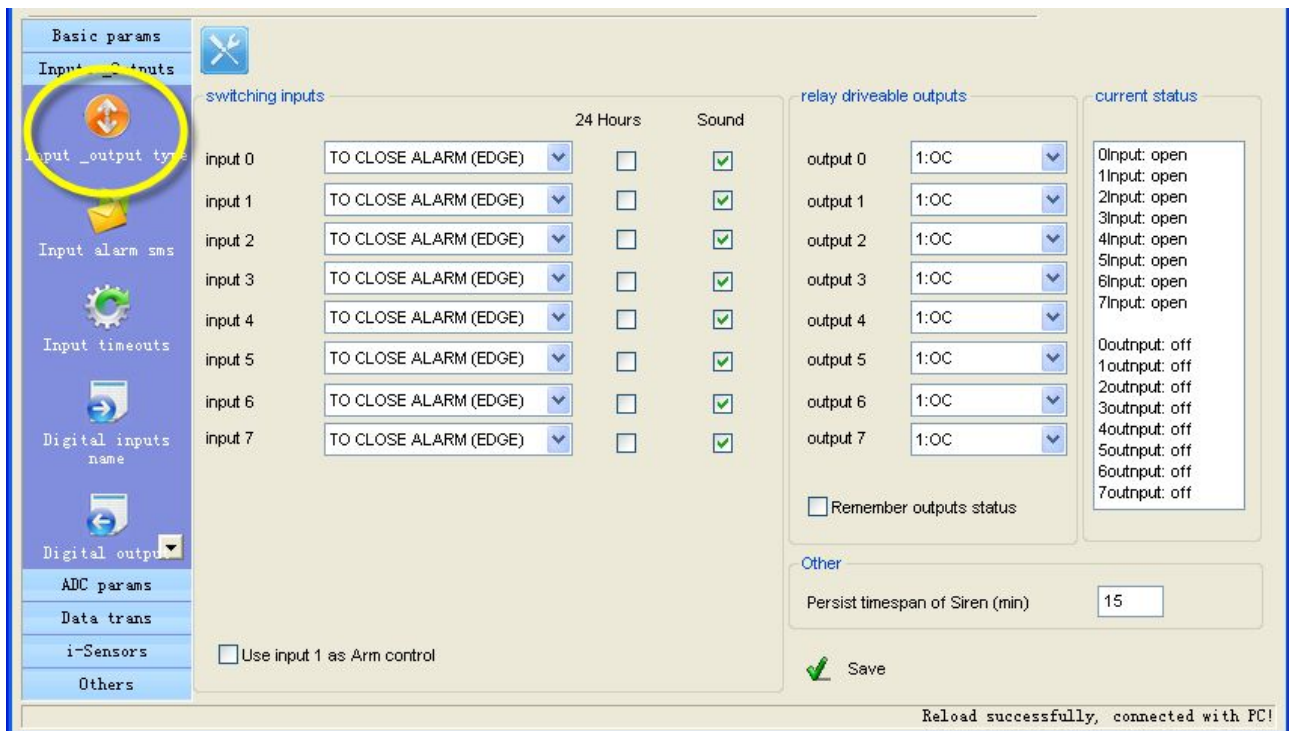 Basic params
Input _output type
Input alarm sms
Input timeouts
Digital inputs
name
Digital
ADC params
Data trans
i-Sensors
Others
switching inputs
24 Hours Sound
input 0 TO CLOSE ALARM (EDGE)
input 1 TO CLOSE ALARM (EDGE)
input 2 TO CLOSE ALARM (EDGE)
input 3 TO CLOSE ALARM (EDGE)
input 4 TO CLOSE ALARM (EDGE)
input 5 TO CLOSE ALARM (EDGE)
input 6 TO CLOSE ALARM (EDGE)
input 7 TO CLOSE ALARM (EDGE)
Use input 1 as Arm control
relay driveable outputs
output 0 1:OC
output 1 1:OC
output 2 1:OC
output 3 1:OC
output 4 1:OC
output 5 1:OC
output 6 1:OC
output 7 1:OC
Remember outputs status
current status
0Input: open
1Input: open
2Input: open
3Input: open
4Input: open
5Input: open
6Input: open
7Input: open
0outnput: off
1outnput: off
2outnput: off
3outnput: off
4outnput: off
5outnput: off
6outnput: off
7outnput: off
Other
Persist timespan of Siren (min) 15
Save
Reload successfully, connected with PC!